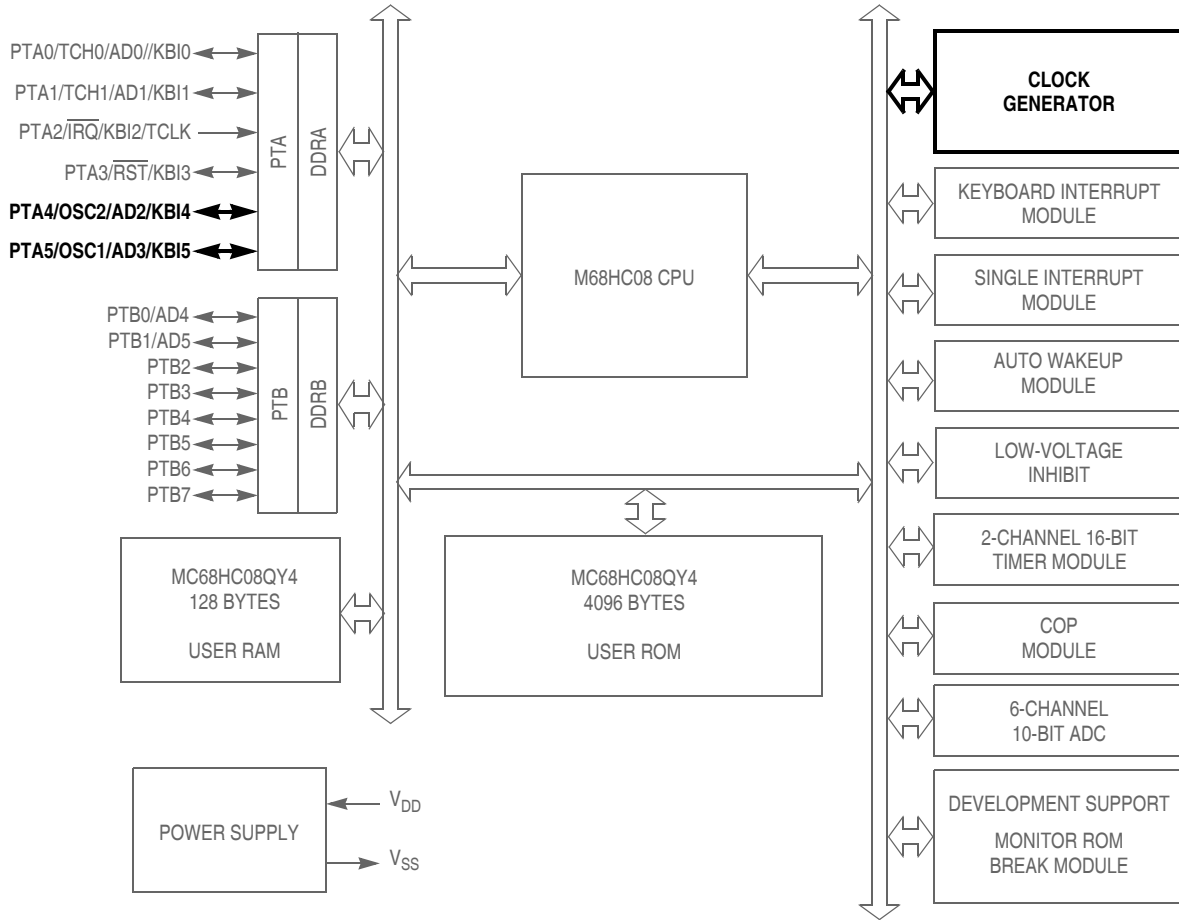 PTA0/TCH0/AD0//KBI0
PTA1/TCH1/AD1/KBI1
PTA2/IRQ/KBI2/TCLK
PTA3/RST/KBI3
PTA4/OSC2/AD2/KBI4
PTA5/OSC1/AD3/KBI5
PTA
DDRA
PTB0/AD4
PTB1/AD5
PTB2
PTB3
PTB4
PTB5
PTB6
PTB7
PTB
DDRB
M68HC08 CPU
MC68HC08QY4
128 BYTES
USER RAM
MC68HC08QY4
4096 BYTES
USER ROM
POWER SUPPLY
VDD
VSS
CLOCK
GENERATOR
KEYBOARD INTERRUPT
MODULE
SINGLE INTERRUPT
MODULE
AUTO WAKEUP
MODULE
LOW-VOLTAGE
INHIBIT
2-CHANNEL 16-BIT
TIMER MODULE
COP
MODULE
6-CHANNEL
10-BIT ADC
DEVELOPMENT SUPPORT
MONITOR ROM
BREAK MODULE